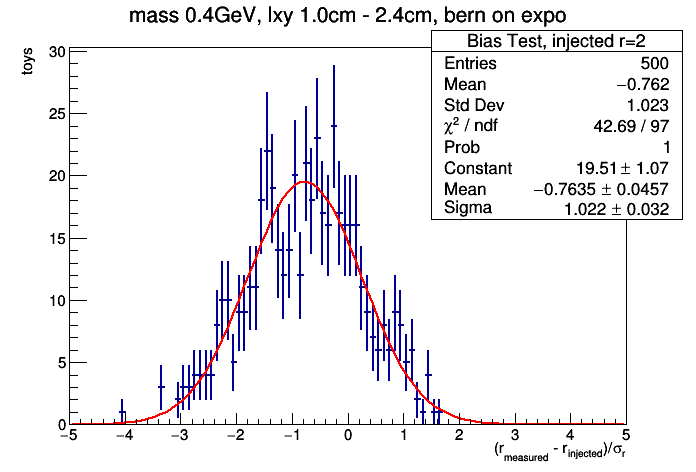 mass 0.4GeV, lxy 1.0cm - 2.4cm, bern on expo
Bias Test, injected r=2
Entries 500
Mean −0.762
Std Dev 1.023
χ² / ndf 42.69 / 97
Prob 1
Constant 19.51 ± 1.07
Mean −0.7635 ± 0.0457
Sigma 1.022 ± 0.032
toys
30
25
20
15
10
5
0
−5 −4 −3 −2 −1 0 1 2 3 4 5
(r_measured - r_injected)/σ_r